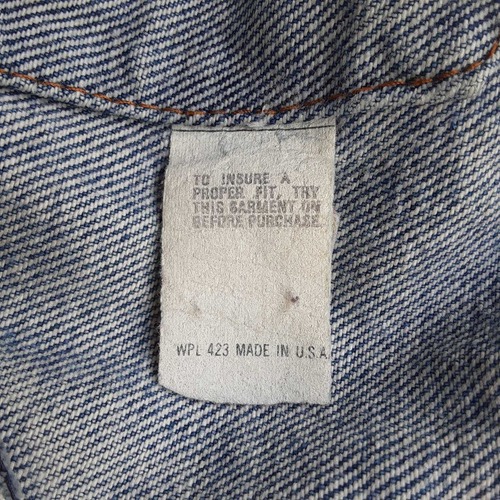 TO INSURE A
PROPER FIT, TRY
THIS GARMENT ON
BEFORE PURCHASE.
WPL 423 MADE IN U.S.A